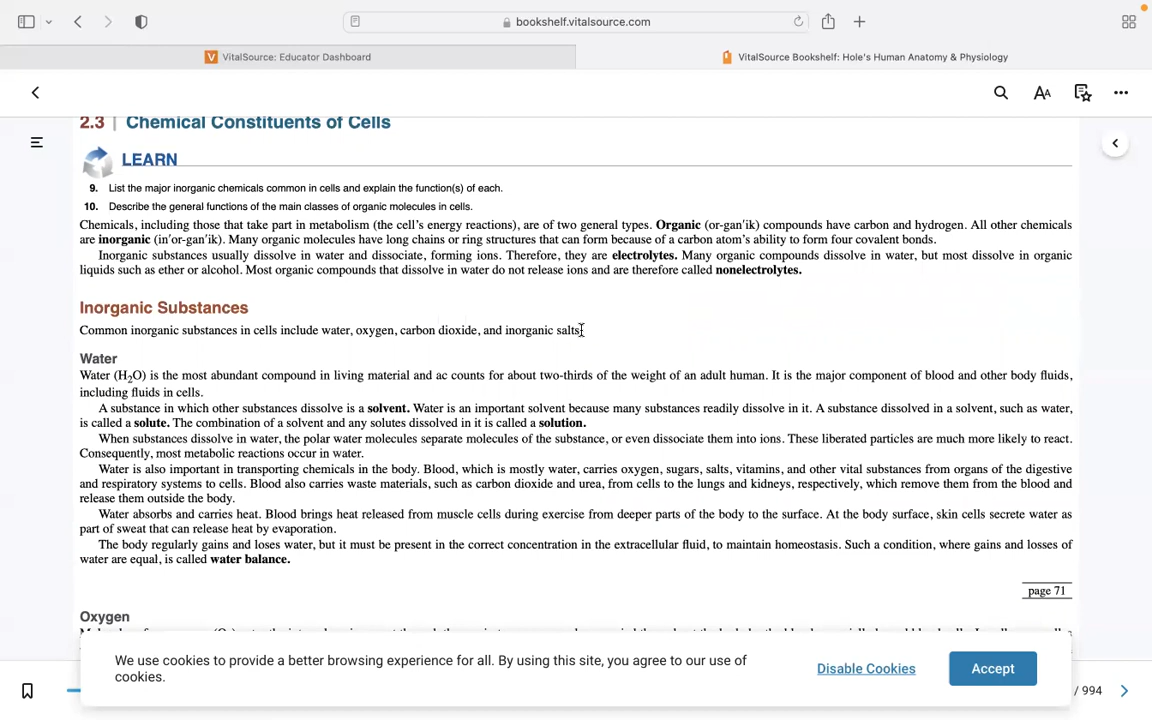 bookshelf.vitalsource.com
VitalSource: Educator Dashboard
VitalSource Bookshelf: Hole's Human Anatomy & Physiology
AA
2.3 | Chemical Constituents of Cells
LEARN
9. List the major inorganic chemicals common in cells and explain the function(s) of each.
10. Describe the general functions of the main classes of organic molecules in cells.
Chemicals, including those that take part in metabolism (the cell's energy reactions), are of two general types. Organic (or-gan′ik) compounds have carbon and hydrogen. All other chemicals
are inorganic (in′or-gan′ik). Many organic molecules have long chains or ring structures that can form because of a carbon atom's ability to form four covalent bonds.
Inorganic substances usually dissolve in water and dissociate, forming ions. Therefore, they are electrolytes. Many organic compounds dissolve in water, but most dissolve in organic
liquids such as ether or alcohol. Most organic compounds that dissolve in water do not release ions and are therefore called nonelectrolytes.
Inorganic Substances
Common inorganic substances in cells include water, oxygen, carbon dioxide, and inorganic salts
Water
Water (H₂O) is the most abundant compound in living material and ac counts for about two-thirds of the weight of an adult human. It is the major component of blood and other body fluids,
including fluids in cells.
A substance in which other substances dissolve is a solvent. Water is an important solvent because many substances readily dissolve in it. A substance dissolved in a solvent, such as water,
is called a solute. The combination of a solvent and any solutes dissolved in it is called a solution.
When substances dissolve in water, the polar water molecules separate molecules of the substance, or even dissociate them into ions. These liberated particles are much more likely to react.
Consequently, most metabolic reactions occur in water.
Water is also important in transporting chemicals in the body. Blood, which is mostly water, carries oxygen, sugars, salts, vitamins, and other vital substances from organs of the digestive
and respiratory systems to cells. Blood also carries waste materials, such as carbon dioxide and urea, from cells to the lungs and kidneys, respectively, which remove them from the blood and
release them outside the body.
Water absorbs and carries heat. Blood brings heat released from muscle cells during exercise from deeper parts of the body to the surface. At the body surface, skin cells secrete water as
part of sweat that can release heat by evaporation.
The body regularly gains and loses water, but it must be present in the correct concentration in the extracellular fluid, to maintain homeostasis. Such a condition, where gains and losses of
water are equal, is called water balance.
page 71
Oxygen
We use cookies to provide a better browsing experience for all. By using this site, you agree to our use of
cookies.
Disable Cookies
Accept
/ 994